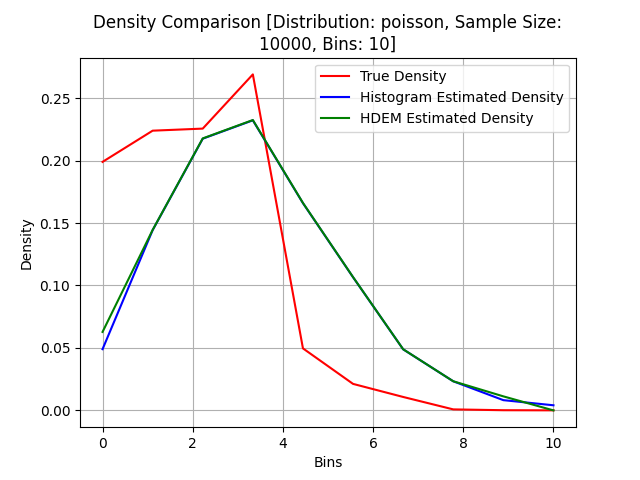 Density Comparison [Distribution: poisson, Sample Size:
10000, Bins: 10]
True Density
Histogram Estimated Density
HDEM Estimated Density
Density
0.25
0.20
0.15
0.10
0.05
0.00
0 2 4 6 8 10
Bins